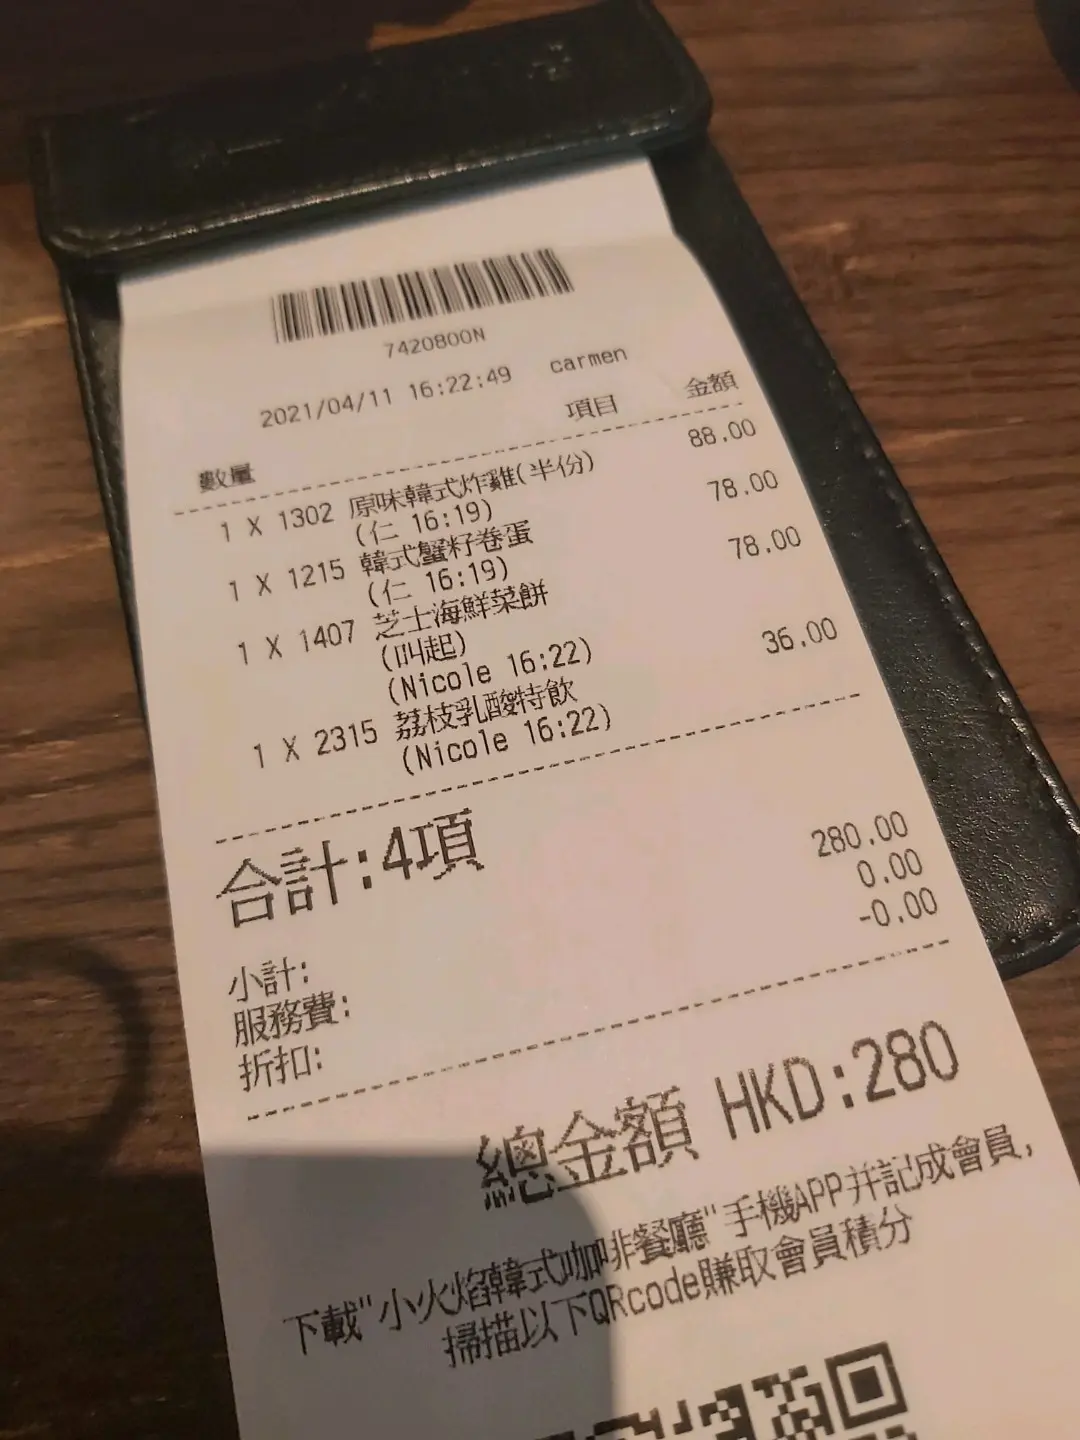 7420800N
2021/04/11 16:22:49 carmen
數量 項目 金額
1 X 1302 原味韓式炸雞(半份) 88.00
(仁 16:19)
1 X 1215 韓式蟹籽卷蛋 78.00
(仁 16:19)
1 X 1407 芝士海鮮菜餅 78.00
(叫起)
(Nicole 16:22)
1 X 2315 荔枝乳酸特飲 36.00
(Nicole 16:22)
合計:4項
小計: 280.00
服務費: 0.00
折扣: -0.00
總金額 HKD:280
下載"小火焰韓式咖啡餐廳"手機APP并記成會員,
掃描以下QRcode賺取會員積分